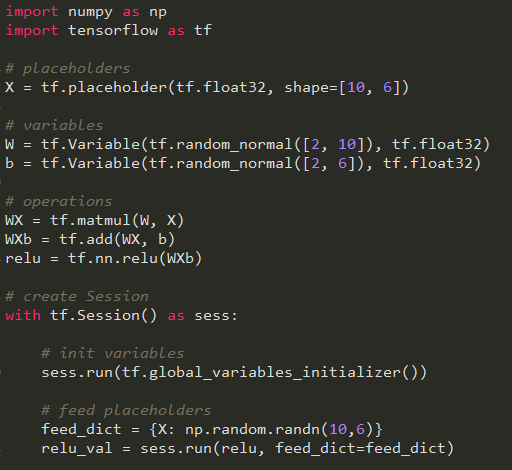 import numpy as np
import tensorflow as tf
# placeholders
X = tf.placeholder(tf.float32, shape=[10, 6])
# variables
W = tf.Variable(tf.random_normal([2, 10]), tf.float32)
b = tf.Variable(tf.random_normal([2, 6]), tf.float32)
# operations
WX = tf.matmul(W, X)
WXb = tf.add(WX, b)
relu = tf.nn.relu(WXb)
# create Session
with tf.Session() as sess:
    # init variables
    sess.run(tf.global_variables_initializer())
    # feed placeholders
    feed_dict = {X: np.random.randn(10,6)}
    relu_val = sess.run(relu, feed_dict=feed_dict)